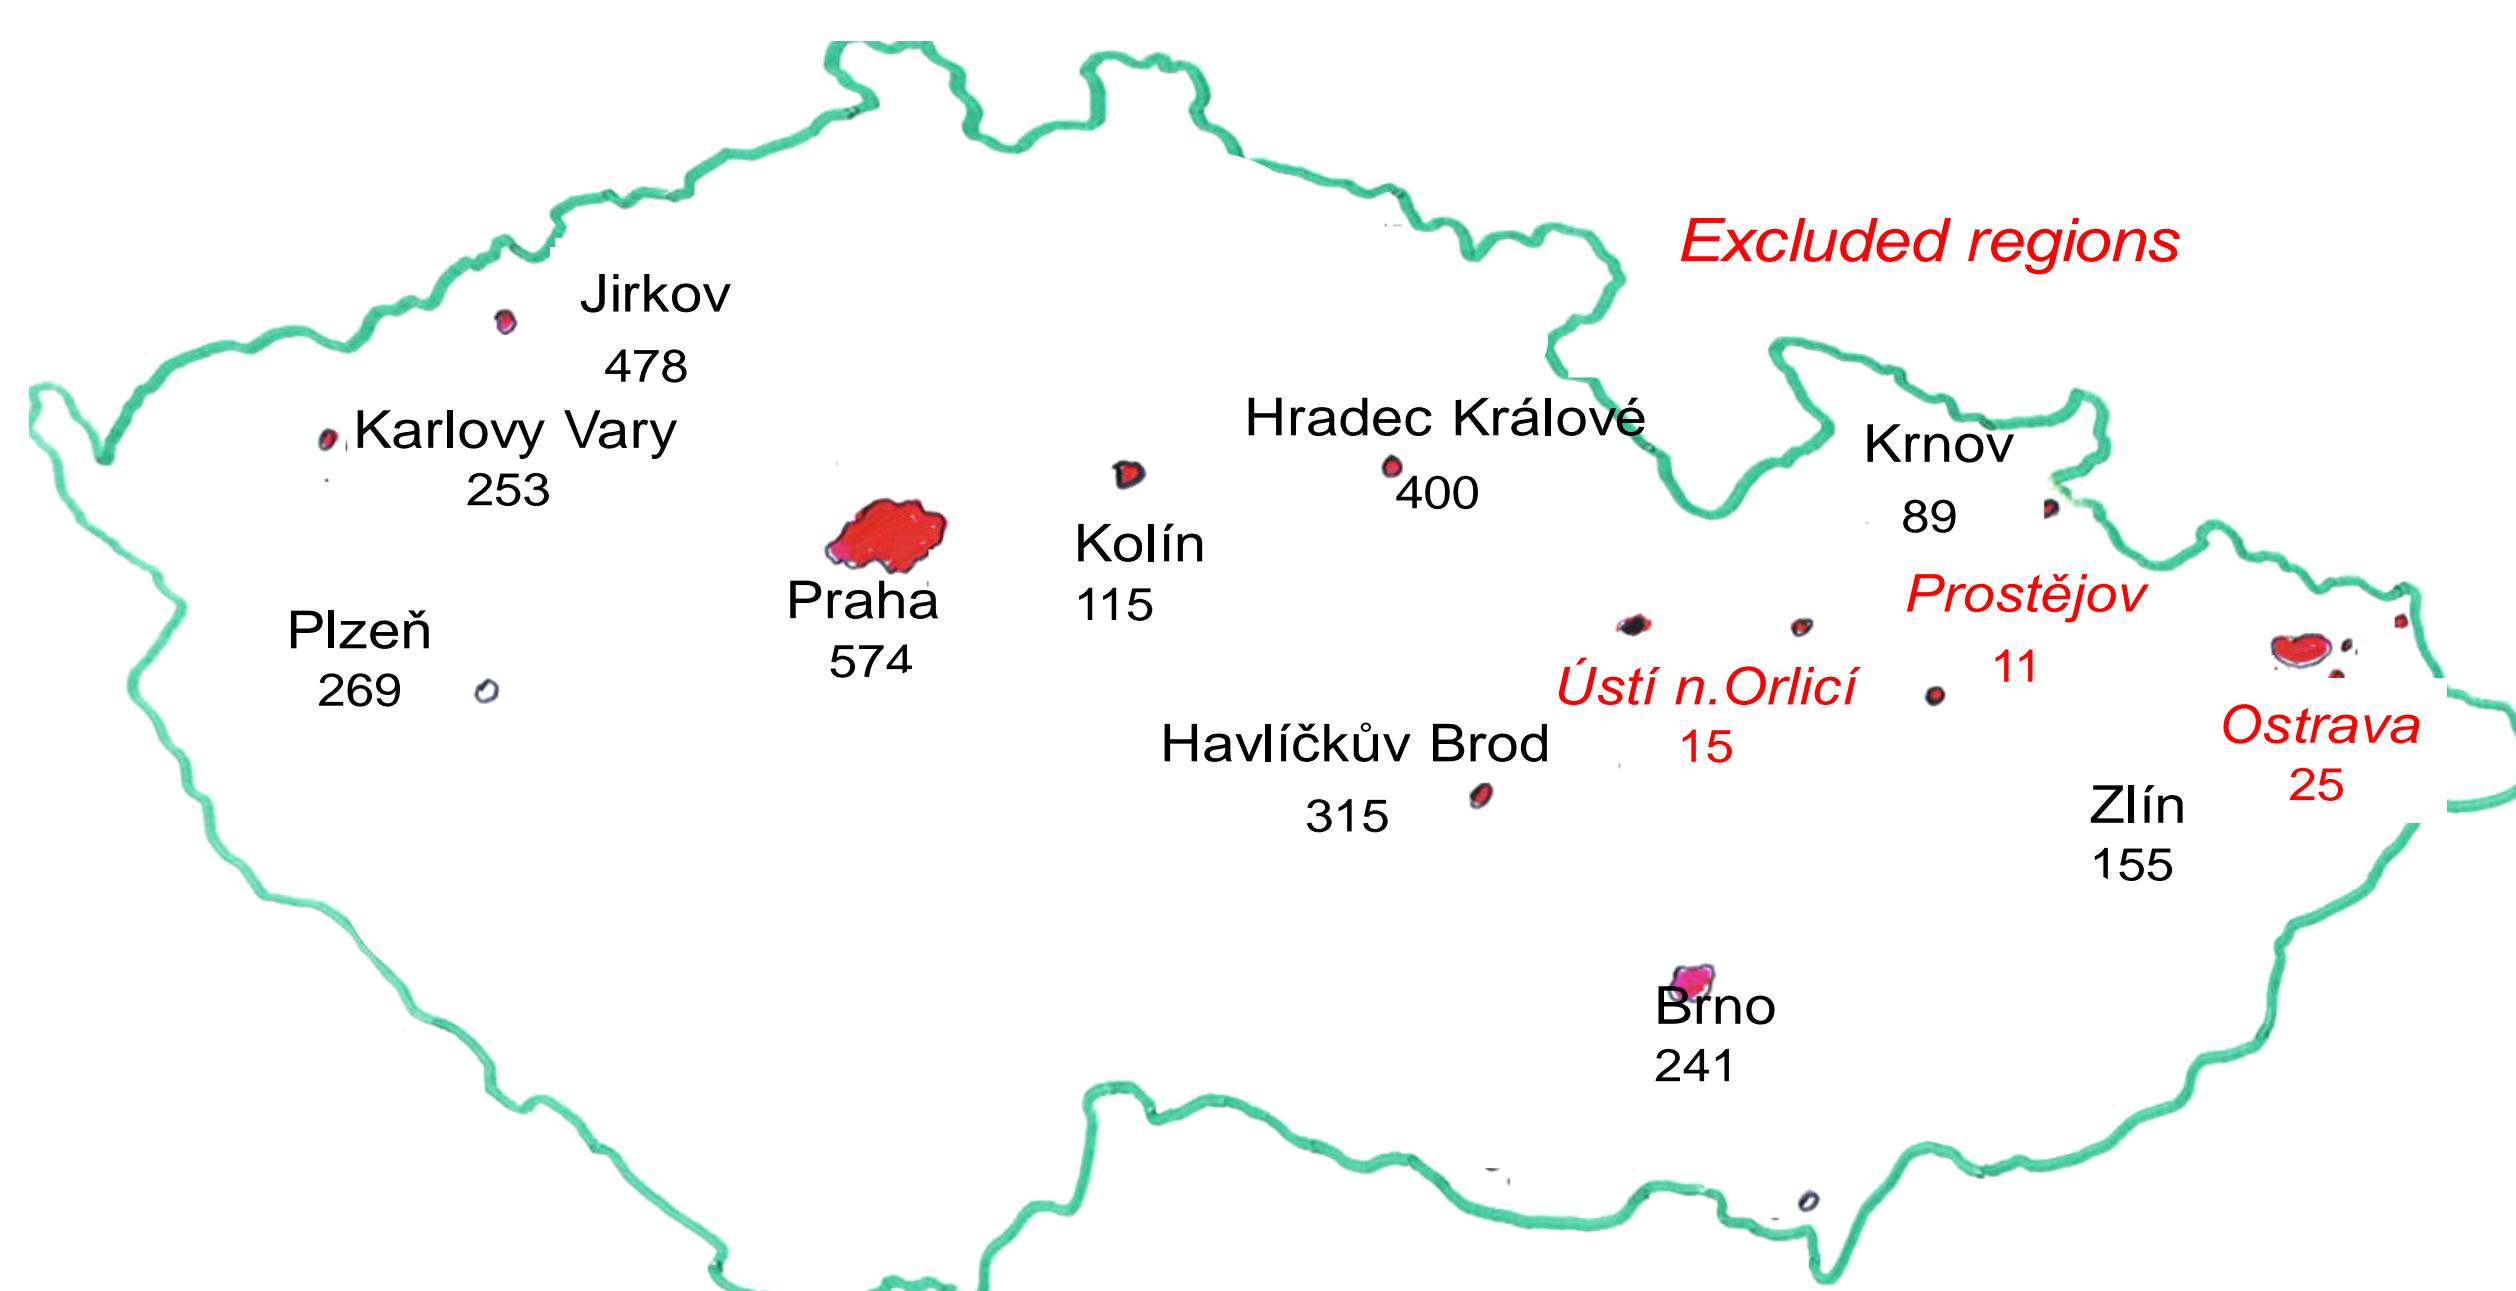 Excluded regions
Jirkov
478
Karlovy Vary
253
Hradec Králové
400
Krnov
89
Kolín
115
Praha
574
Plzeň
269
Prostějov
11
Ústí n.Orlicí
15
Havlíčkův Brod
315
Ostrava
25
Zlín
155
Brno
241